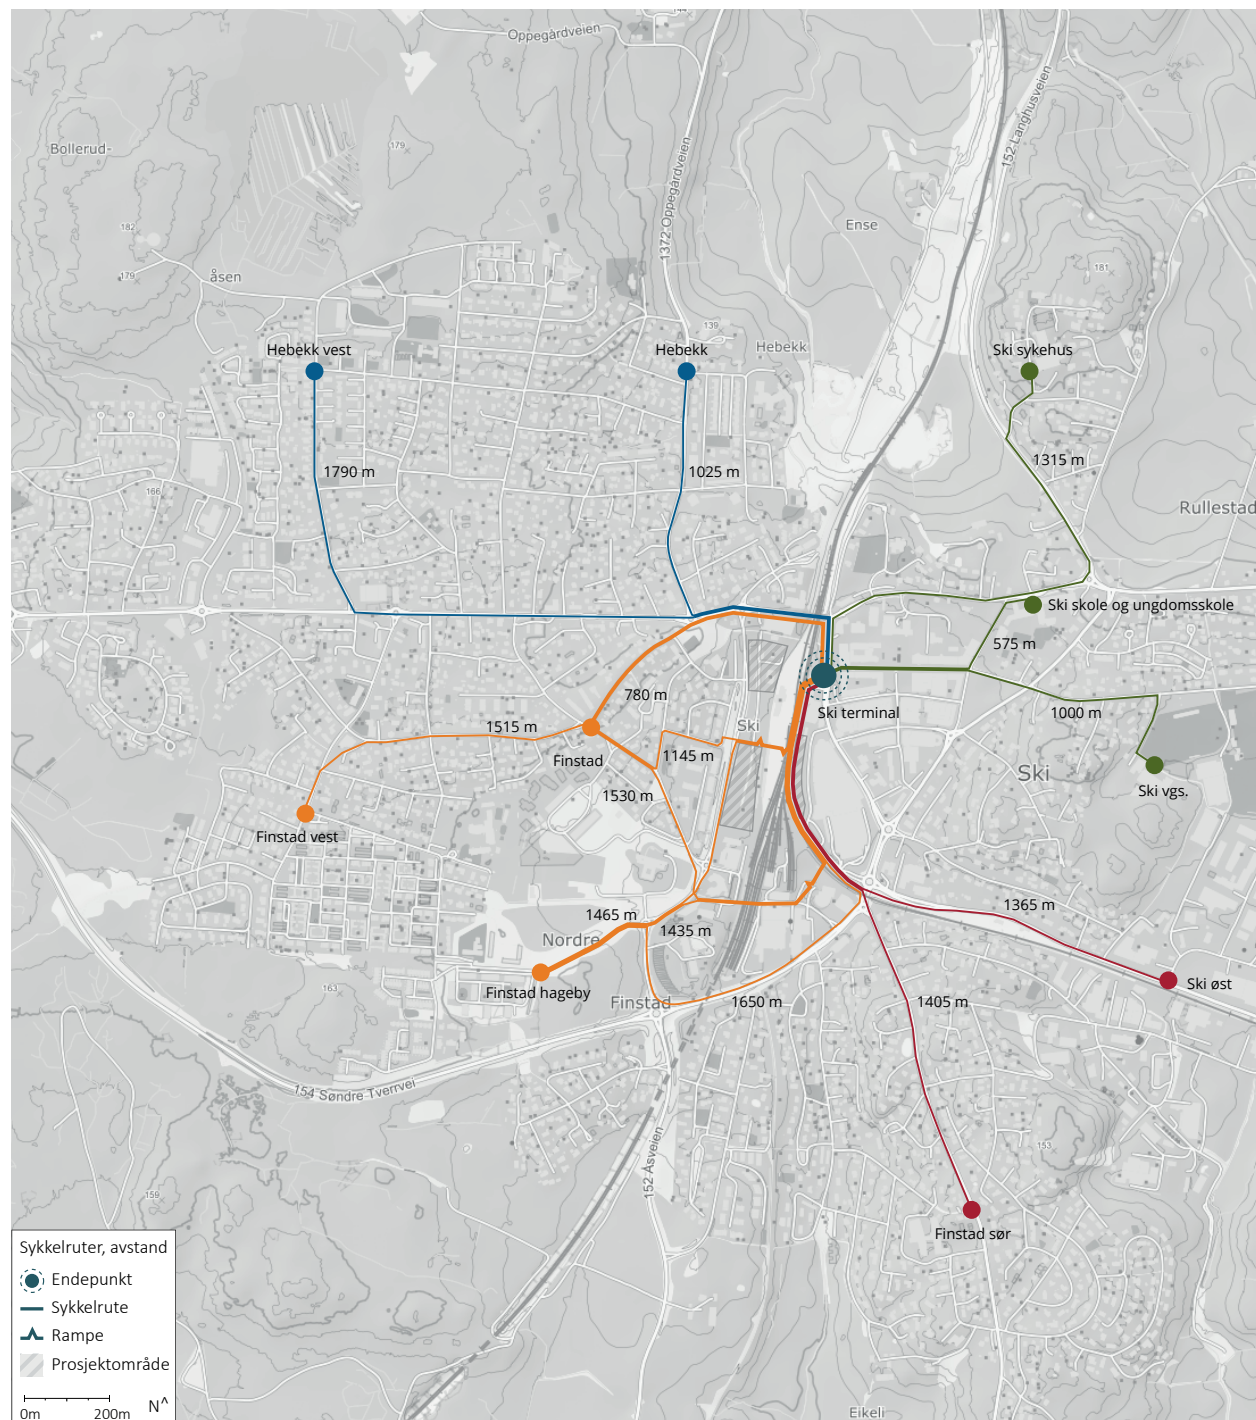 Oppegårdveien
Bollerud-
179
1372 Oppegårdveien
152 Langhusveien
182
Ense
179
åsen
181
139
Hebekk vest
Hebekk
Hebekk
Ski sykehus
1790 m
1025 m
1315 m
166
Rullestad
Ski skole og ungdomsskole
575 m
780 m
1515 m
Ski terminal
1000 m
Ski
Finstad
1145 m
Ski
1530 m
Ski vgs.
Finstad vest
1465 m
1365 m
1435 m
Nordre
Finstad hageby
Ski øst
163
Finstad
1650 m
1405 m
154 Søndre Tverrvei
152 Åsveien
153
159
Finstad sør
Sykkelruter, avstand
Endepunkt
Sykkelrute
Rampe
Prosjektområde
0m
200m
N^
Eikeli